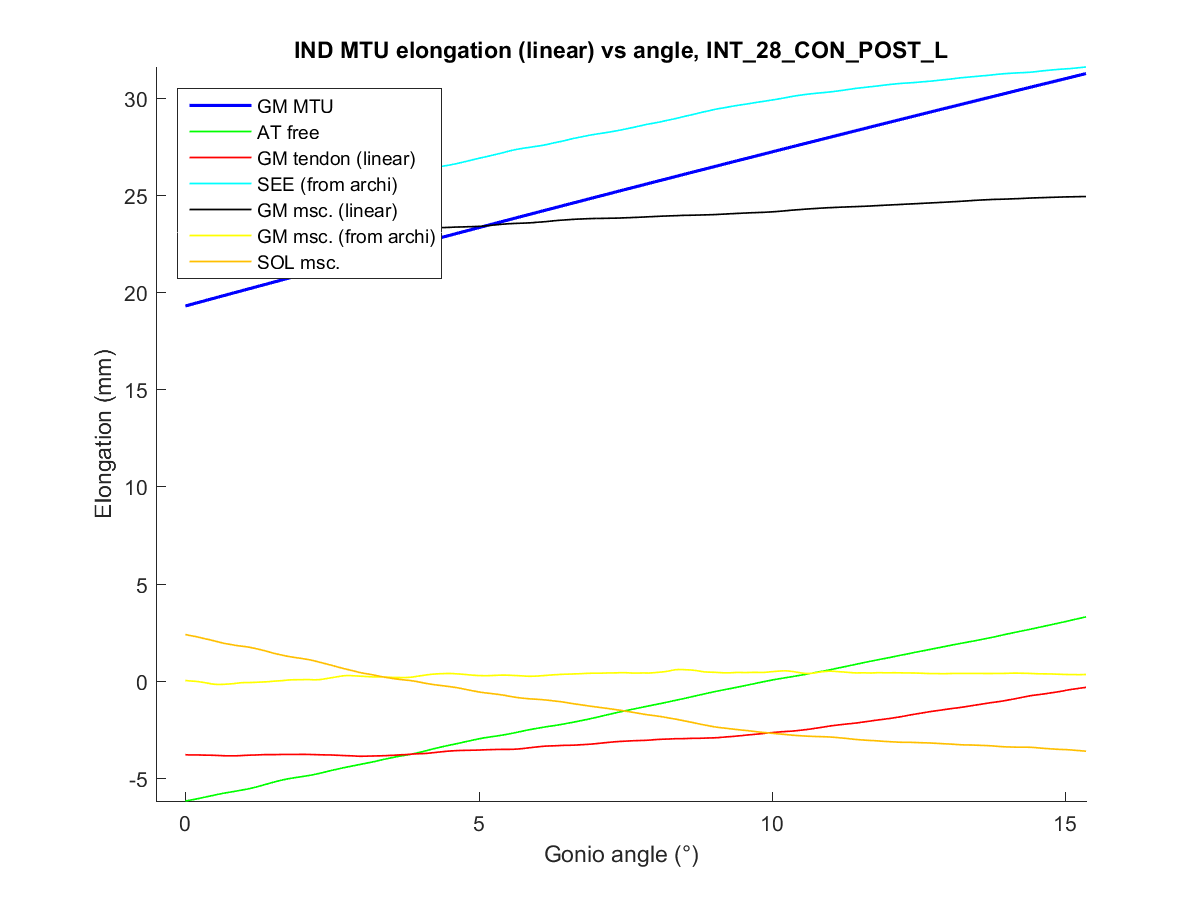 IND MTU elongation (linear) vs angle, INT_28_CON_POST_L
GM MTU
AT free
GM tendon (linear)
SEE (from archi)
GM msc. (linear)
GM msc. (from archi)
SOL msc.
30
25
20
15
10
5
0
-5
Elongation (mm)
0
5
10
15
Gonio angle (°)